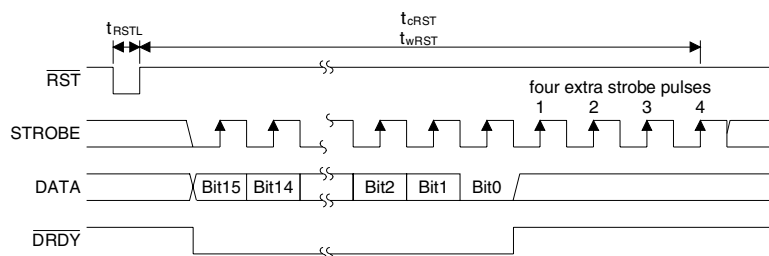 tRSTL
tcRST
twRST
RST
four extra strobe pulses
1 2 3 4
STROBE
DATA Bit15 Bit14 Bit2 Bit1 Bit0
DRDY